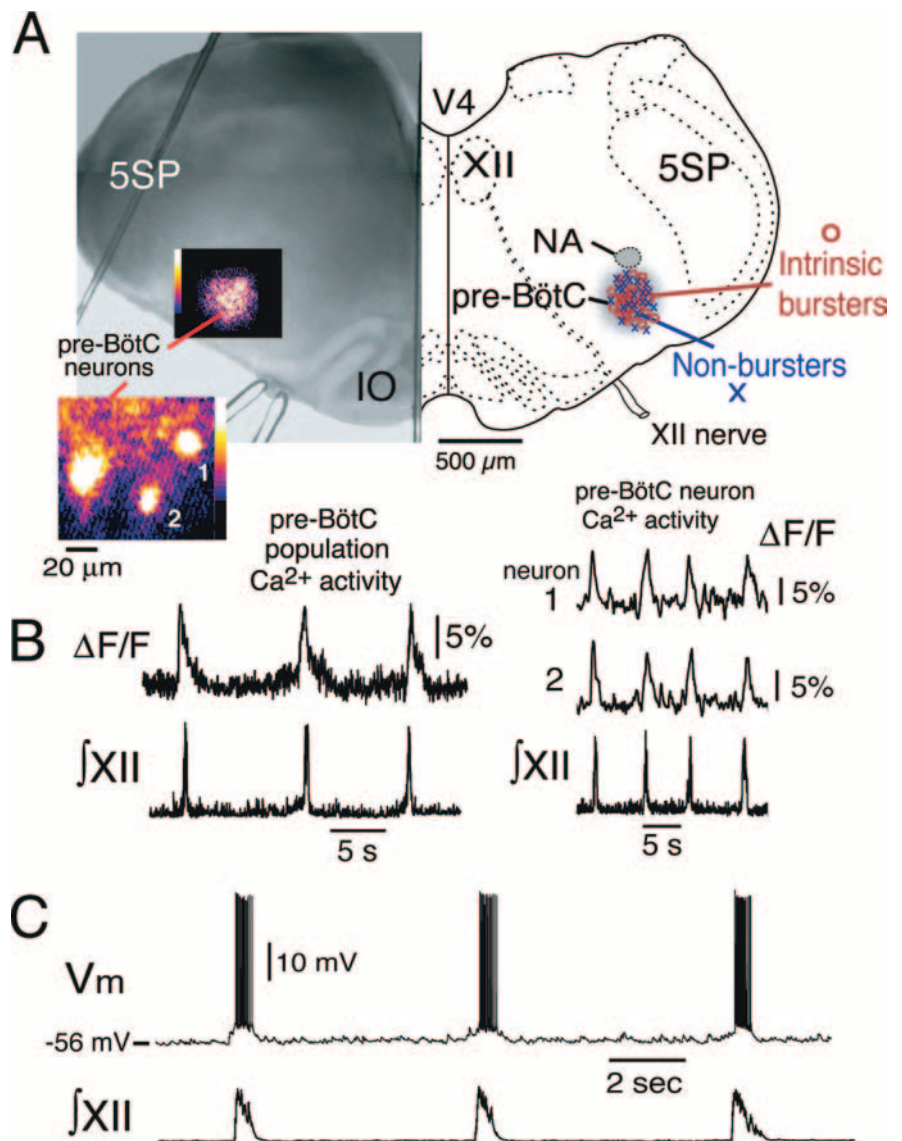 A
5SP
pre-BötC
neurons
IO
1
2
20 μm
V4
XII
5SP
NA
pre-BötC
Intrinsic
bursters
Non-bursters
x
XII nerve
500 μm
B
pre-BötC
population
Ca2+ activity
ΔF/F
5%
∫XII
5 s
pre-BötC neuron
Ca2+ activity
ΔF/F
neuron
1
5%
2
5%
∫XII
5 s
C
Vm
10 mV
-56 mV
2 sec
∫XII